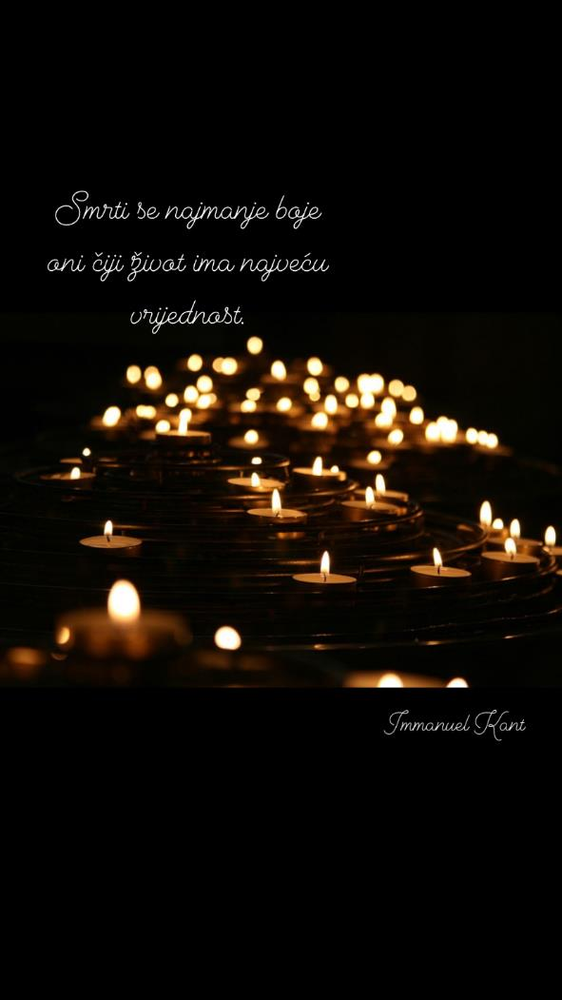 Smrti se najmanje boje
oni čiji život ima najveću
vrijednost.
Immanuel Kant